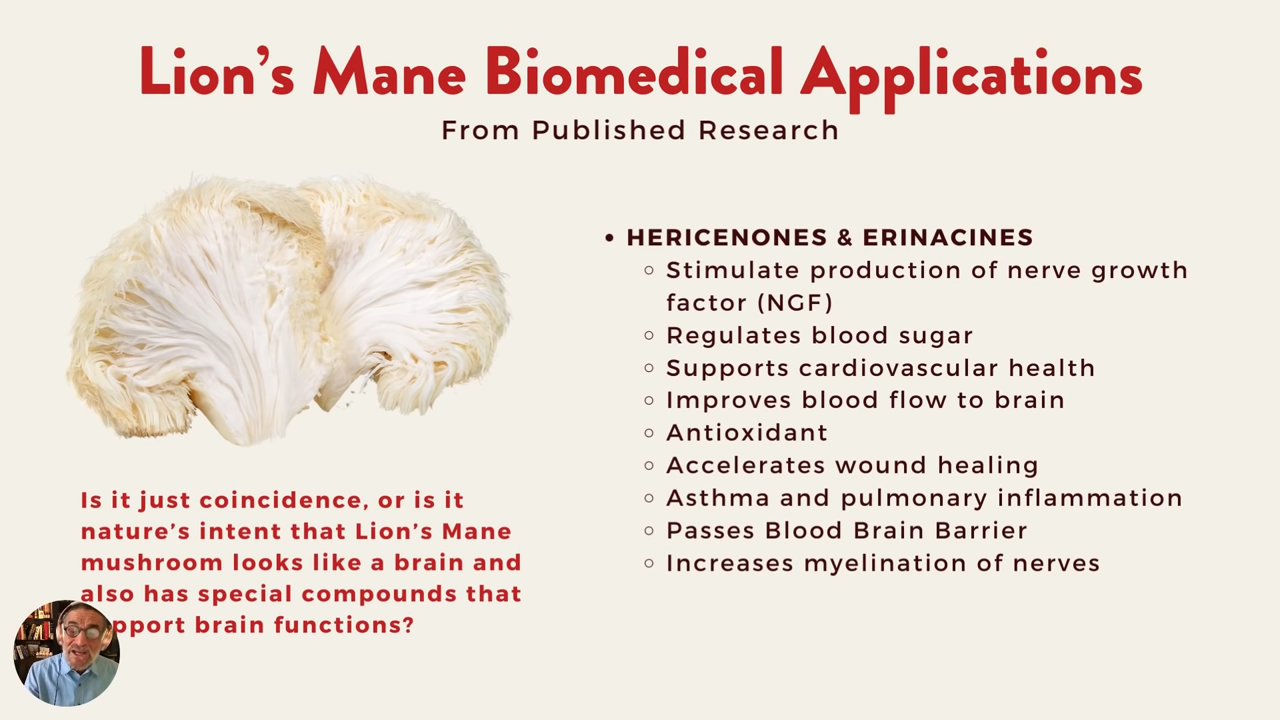 Lion's Mane Biomedical Applications
From Published Research
• HERICENONES & ERINACINES
◦ Stimulate production of nerve growth
factor (NGF)
◦ Regulates blood sugar
◦ Supports cardiovascular health
◦ Improves blood flow to brain
◦ Antioxidant
◦ Accelerates wound healing
◦ Asthma and pulmonary inflammation
◦ Passes Blood Brain Barrier
◦ Increases myelination of nerves
Is it just coincidence, or is it
nature's intent that Lion's Mane
mushroom looks like a brain and
also has special compounds that
pport brain functions?